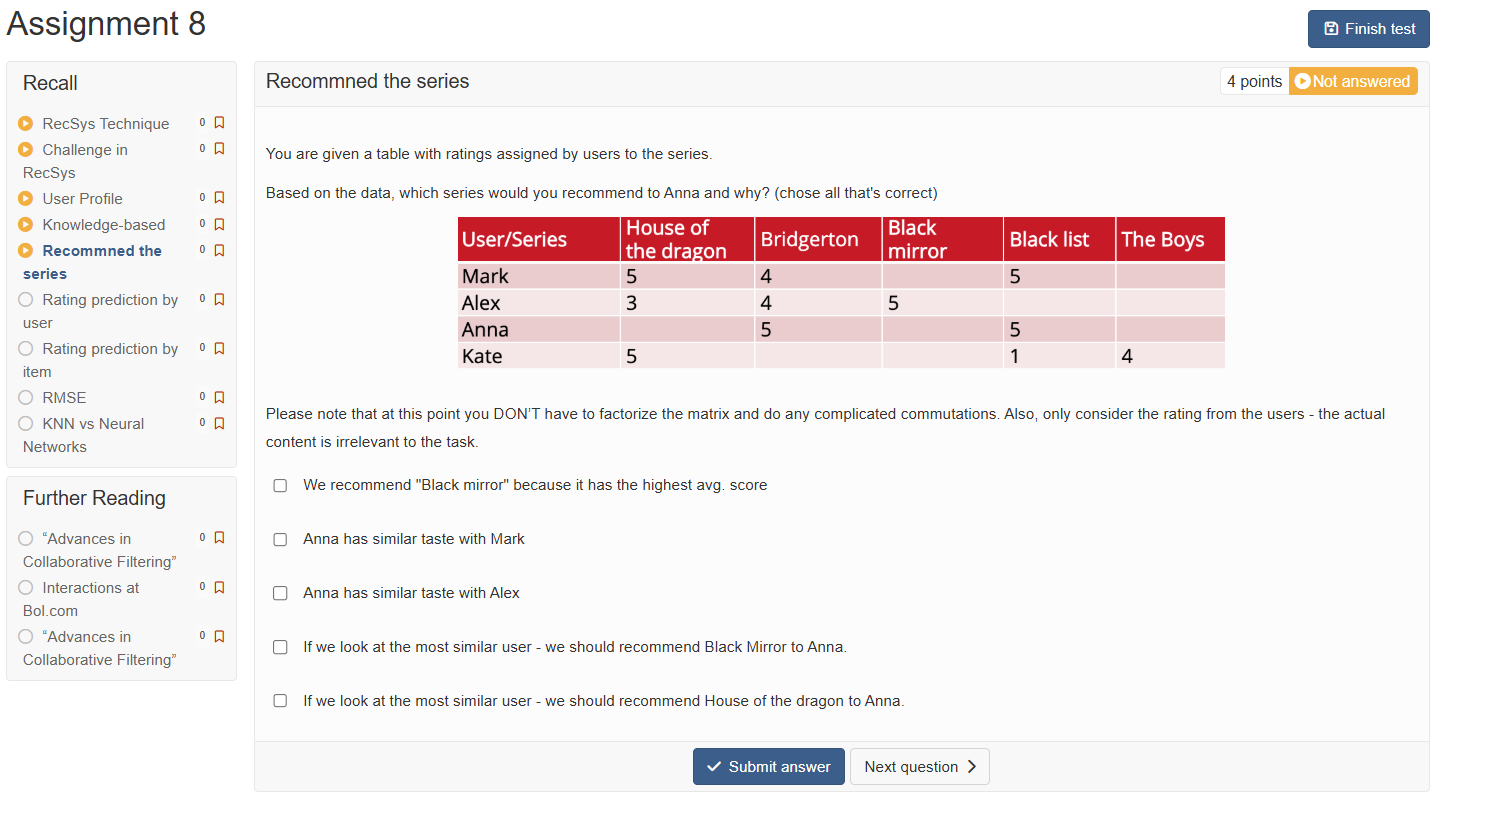 Assignment 8
Finish test
Recall
RecSys Technique 0
Challenge in 0
RecSys
User Profile 0
Knowledge-based 0
Recommned the 0
series
Rating prediction by 0
user
Rating prediction by 0
item
RMSE 0
KNN vs Neural 0
Networks
Further Reading
“Advances in 0
Collaborative Filtering”
Interactions at 0
Bol.com
“Advances in 0
Collaborative Filtering”
Recommned the series
4 points Not answered
You are given a table with ratings assigned by users to the series.
Based on the data, which series would you recommend to Anna and why? (chose all that's correct)
User/Series House of the dragon Bridgerton Black mirror Black list The Boys
Mark 5 4 5
Alex 3 4 5
Anna 5 5
Kate 5 1 4
Please note that at this point you DON'T have to factorize the matrix and do any complicated commutations. Also, only consider the rating from the users - the actual
content is irrelevant to the task.
We recommend "Black mirror" because it has the highest avg. score
Anna has similar taste with Mark
Anna has similar taste with Alex
If we look at the most similar user - we should recommend Black Mirror to Anna.
If we look at the most similar user - we should recommend House of the dragon to Anna.
Submit answer
Next question